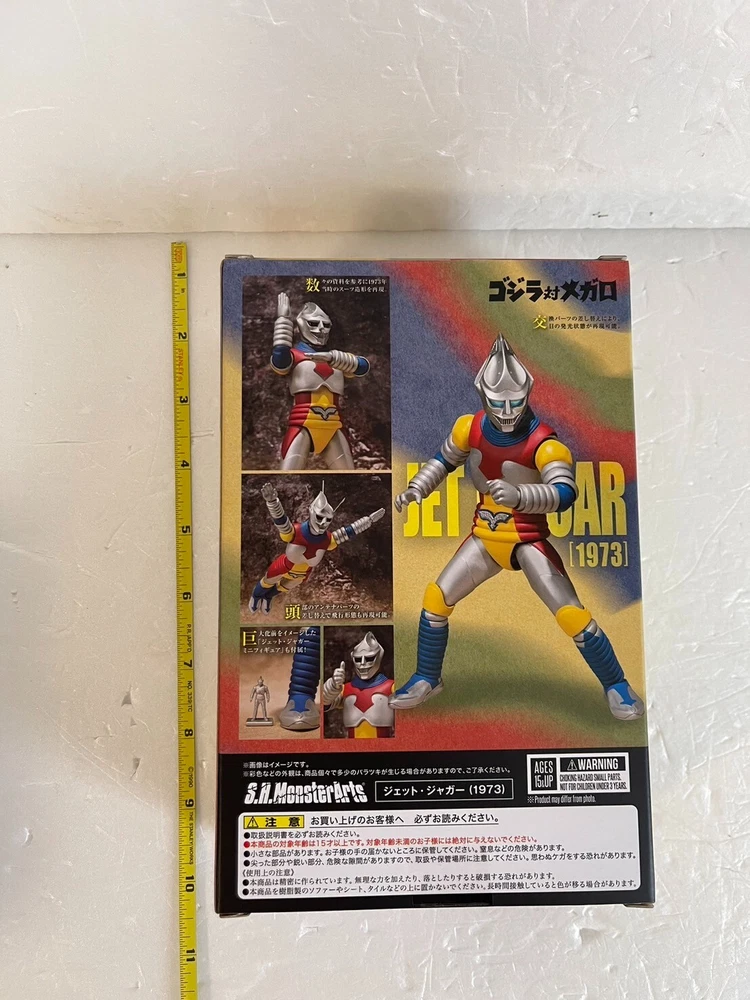 ゴジラ対メガロ
数々の資料を参考に1973年
当時のスーツ造形を再現。
交換パーツの差し替えにより
目の発光状態が再現可能。
JET JAGUAR
[1973]
頭部のアンテナパーツの
差し替えで飛行形態も再現可能。
巨大化前をイメージした
「ジェット・ジャガー
ミニフィギュア」も付属!
※画像はイメージです。
※彩色などの外観は、商品個々で多少のバラツキが生じる場合がありますので、ご了承ください。
S.H.MonsterArts
ジェット・ジャガー (1973)
AGES
15&UP
WARNING
CHOKING HAZARD SMALL PARTS.
NOT FOR CHILDREN UNDER 3 YEARS.
※Product may differ from photo.
注意 お買い上げのお客様へ 必ずお読みください。
●取扱説明書を必ずお読みください。
●本商品の対象年齢は15才以上です。対象年齢未満のお子様には絶対に与えないでください。
●小さな部品があります。お子様の手の届かないところに保管してください。窒息などの危険があります。
●尖った部分や鋭い部分、危険な隙間がありますので、取扱や保管場所に注意してください。思わぬケガをする恐れがあります。
《使用上の注意》
●本商品は精密に作られています。無理な力を加えたり、落としたりすると破損する恐れがあります。
●本商品を樹脂製のソファーやシート、タイルなどの上に置かないでください。長時間接触していると色が移る場合があります。
1
2
3
4
5
6
7
8
9
10
11